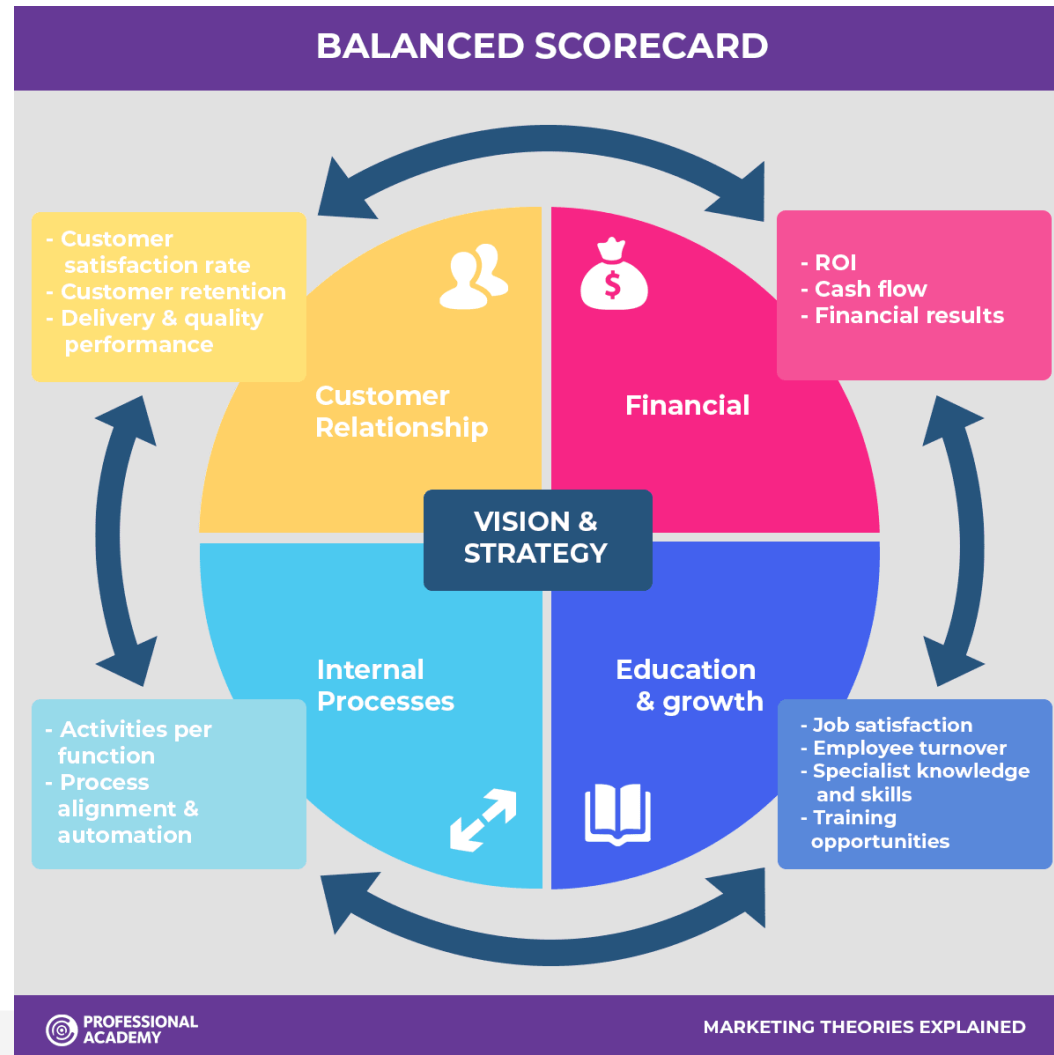 BALANCED SCORECARD
- Customer
satisfaction rate
- Customer retention
- Delivery & quality
performance
- ROI
- Cash flow
- Financial results
Customer
Relationship
$
Financial
VISION &
STRATEGY
Internal
Processes
Education
& growth
- Activities per
function
- Process
alignment &
automation
- Job satisfaction
- Employee turnover
- Specialist knowledge
and skills
- Training
opportunities
PROFESSIONAL
ACADEMY
MARKETING THEORIES EXPLAINED